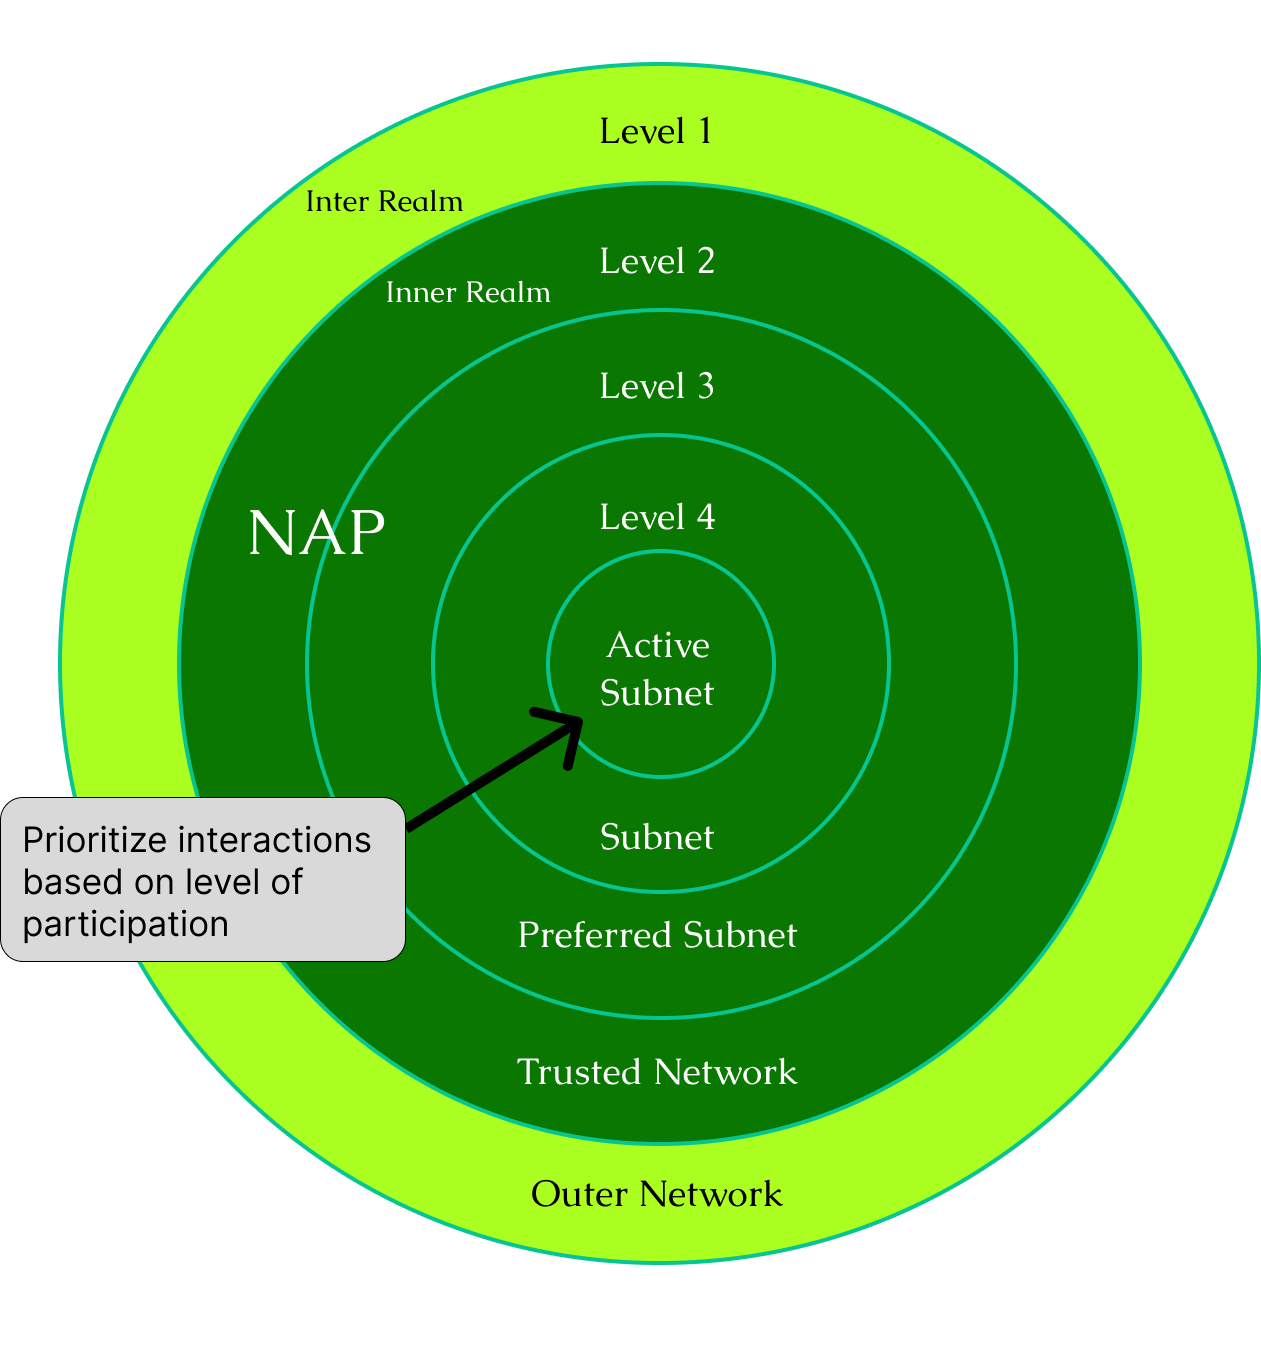 Level 1
Inter Realm
Level 2
Inner Realm
Level 3
Level 4
NAP
Active
Subnet
Prioritize interactions
based on level of
participation
Subnet
Preferred Subnet
Trusted Network
Outer Network